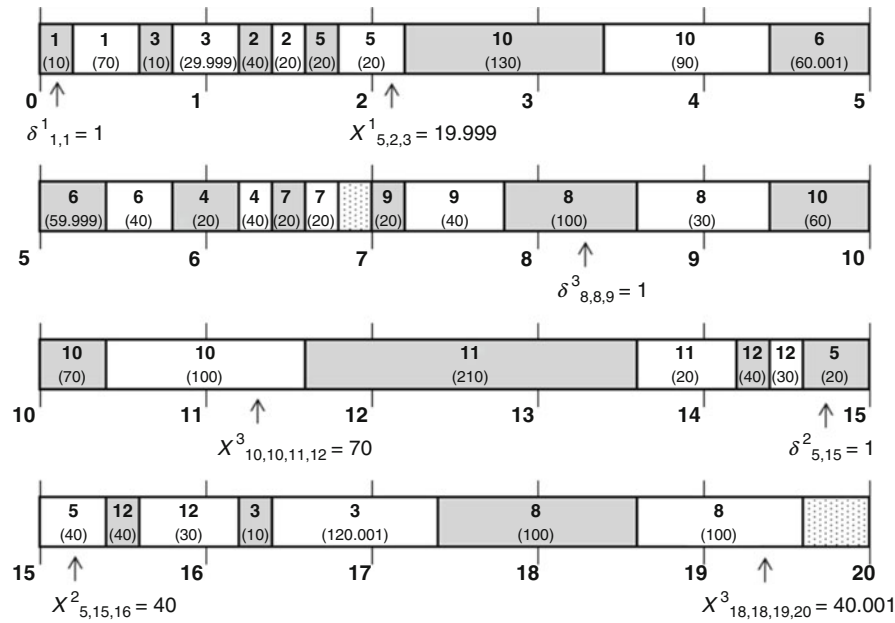 1 1 3 3 2 2 5 5 10 10 6
(10) (70) (10) (29.999) (40) (20) (20) (20) (130) (90) (60.001)
0 1 2 3 4 5
δ¹₁,₁ = 1 X¹₅,₂,₃ = 19.999
6 6 4 4 7 7 9 9 8 8 10
(59.999) (40) (20) (40) (20) (20) (20) (40) (100) (30) (60)
5 6 7 8 9 10
δ³₈,₈,₉ = 1
10 10 11 11 12 12 5
(70) (100) (210) (20) (40) (30) (20)
10 11 12 13 14 15
X³₁₀,₁₀,₁₁,₁₂ = 70 δ²₅,₁₅ = 1
5 12 12 3 3 8 8
(40) (40) (30) (10) (120.001) (100) (100)
15 16 17 18 19 20
X²₅,₁₅,₁₆ = 40 X³₁₈,₁₈,₁₉,₂₀ = 40.001